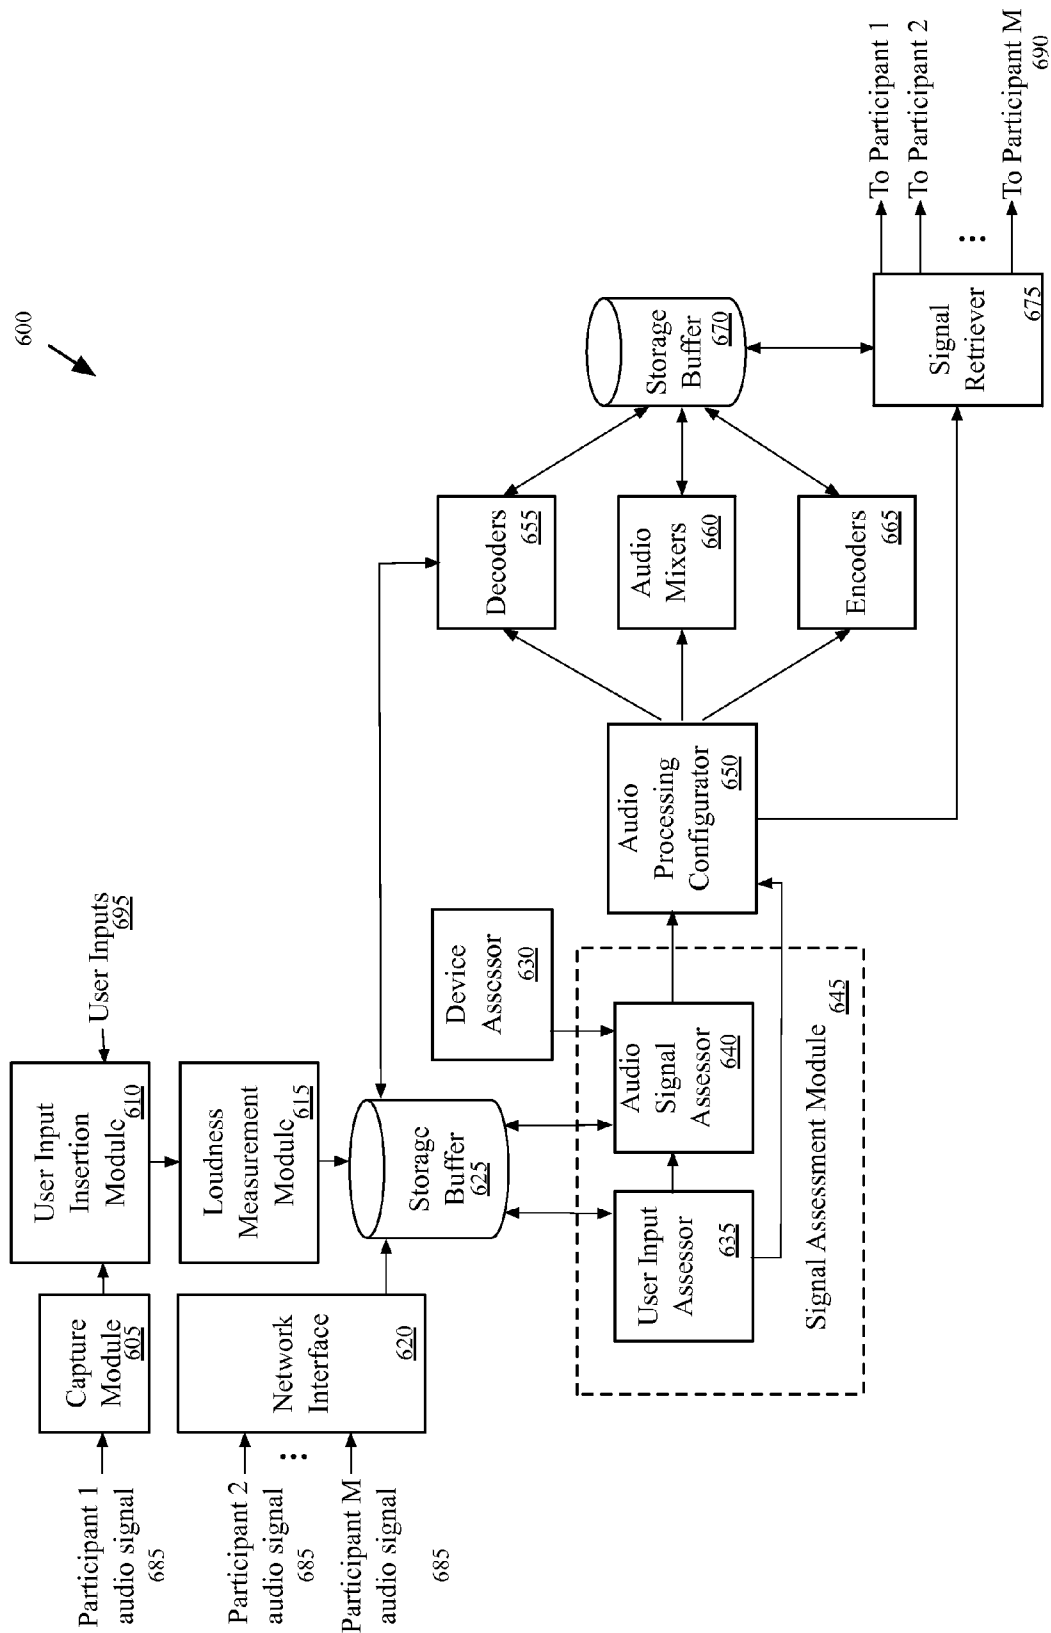 600
Participant 1
audio signal
685
Capture
Module
605
User Input
Insertion
Module
610
User Inputs
695
Loudness
Measurement
Module
615
Participant 2
audio signal
685
...
Participant M
audio signal
685
Network
Interface
620
Storage
Buffer
625
Device
Assessor
630
User Input
Assessor
635
Audio
Signal
Assessor
640
Signal Assessment Module
645
Audio
Processing
Configurator
650
Decoders
655
Audio
Mixers
660
Encoders
665
Storage
Buffer
670
Signal
Retriever
675
To Participant 1
To Participant 2
...
To Participant M
690